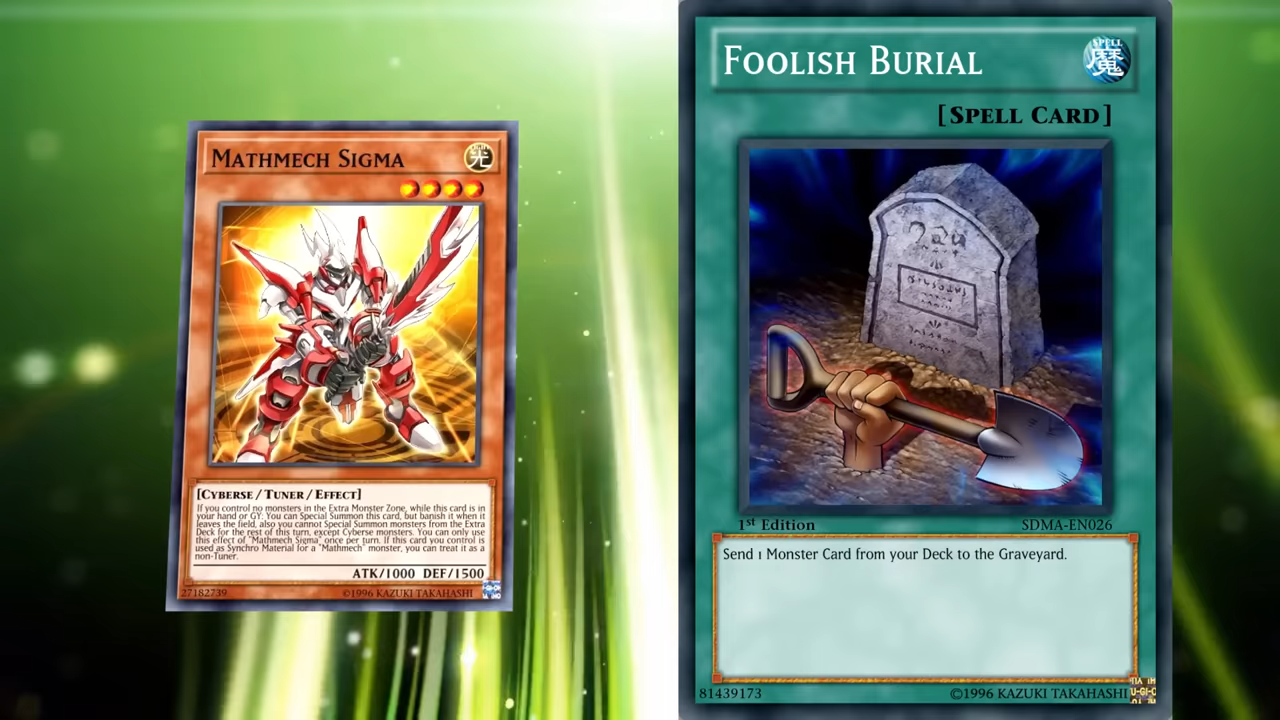 MATHMECH SIGMA
LIGHT
光
[CYBERSE / TUNER / EFFECT]
If you control no monsters in the Extra Monster Zone, while this card is in
your hand or GY: You can Special Summon this card, but banish it when it
leaves the field, also you cannot Special Summon monsters from the Extra
Deck for the rest of this turn, except Cyberse monsters. You can only use
this effect of "Mathmech Sigma" once per turn. If this card you control is
used as Synchro Material for a "Mathmech" monster, you can treat it as a
non-Tuner.
ATK/1000 DEF/1500
27182739
©1996 KAZUKI TAKAHASHI
FOOLISH BURIAL
SPELL
魔
[SPELL CARD]
1st Edition
SDMA-EN026
Send 1 Monster Card from your Deck to the Graveyard.
81439173
©1996 KAZUKI TAKAHASHI